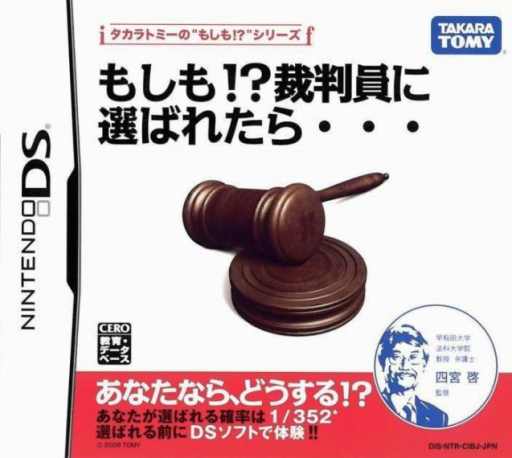 i タカラトミーの"もしも!?"シリーズ f
TAKARA
TOMY
もしも!?裁判員に
選ばれたら・・・
NINTENDO DS
CERO
教育・
データ
ベース
早稲田大学
法科大学院
教授 弁護士
四宮 啓
監修
あなたなら、どうする!?
あなたが選ばれる確率は1/352*
選ばれる前にDSソフトで体験!!
© 2008 TOMY
DIS-NTR-CIBJ-JPN